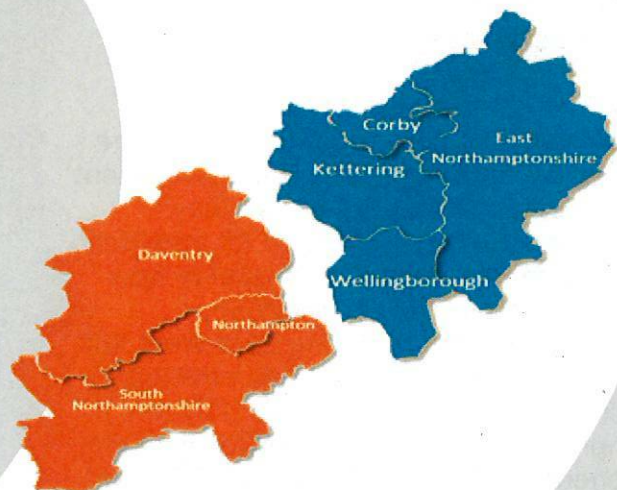 Corby
East
Northamptonshire
Kettering
Wellingborough
Daventry
Northampton
South
Northamptonshire